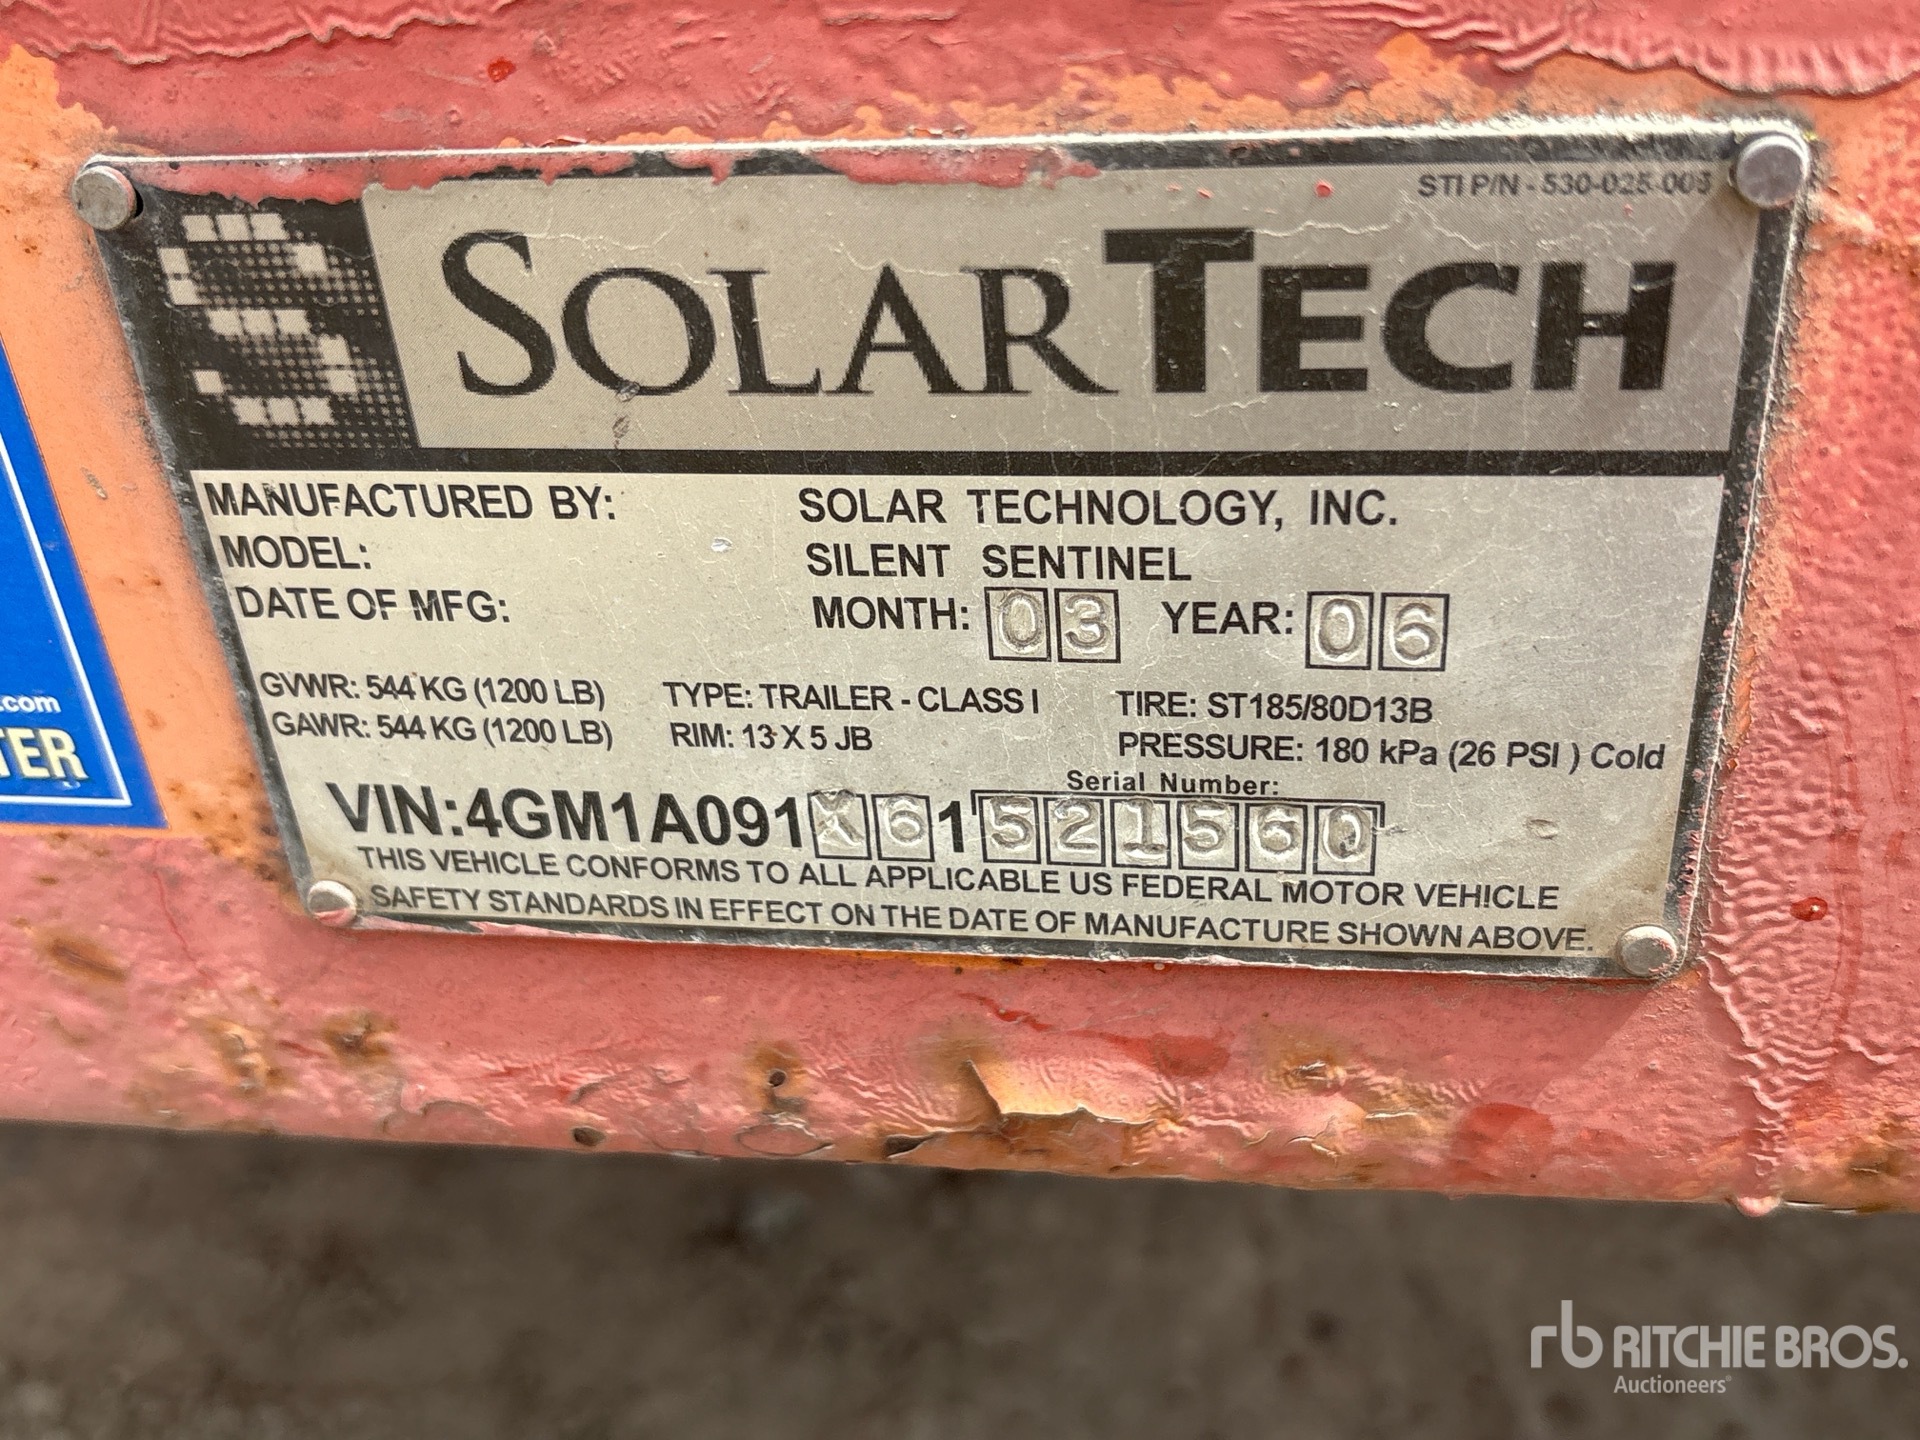 STI P/N - 530-025-005
SOLARTECH
MANUFACTURED BY: SOLAR TECHNOLOGY, INC.
MODEL: SILENT SENTINEL
DATE OF MFG: MONTH: 03 YEAR: 06
GVWR: 544 KG (1200 LB) TYPE: TRAILER - CLASS I TIRE: ST185/80D13B
GAWR: 544 KG (1200 LB) RIM: 13 X 5 JB PRESSURE: 180 kPa (26 PSI ) Cold
Serial Number:
VIN:4GM1A091X61521560
THIS VEHICLE CONFORMS TO ALL APPLICABLE US FEDERAL MOTOR VEHICLE
SAFETY STANDARDS IN EFFECT ON THE DATE OF MANUFACTURE SHOWN ABOVE.
.com
TER
rb RITCHIE BROS.
Auctioneers